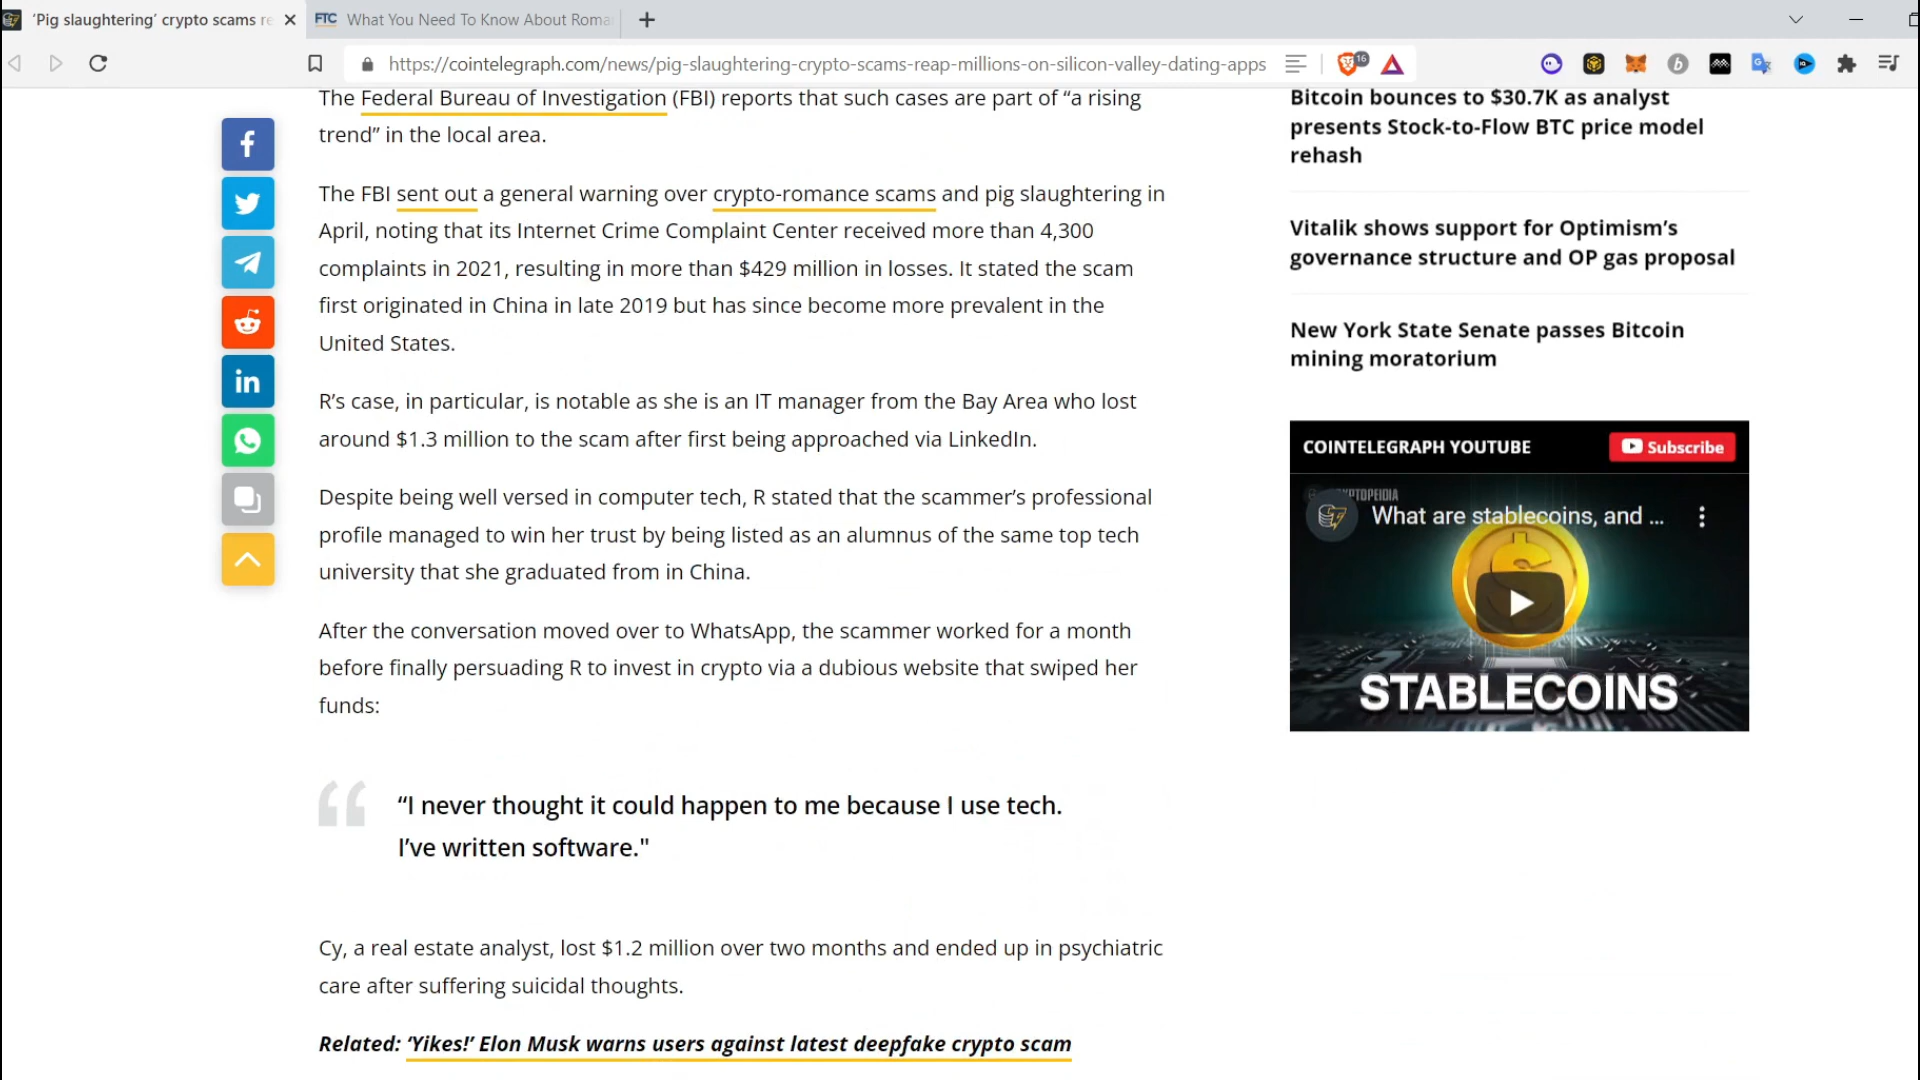 'Pig slaughtering' crypto scams re
FTC What You Need To Know About Roma
https://cointelegraph.com/news/pig-slaughtering-crypto-scams-reap-millions-on-silicon-valley-dating-apps
16
The Federal Bureau of Investigation (FBI) reports that such cases are part of “a rising
trend” in the local area.
The FBI sent out a general warning over crypto-romance scams and pig slaughtering in
April, noting that its Internet Crime Complaint Center received more than 4,300
complaints in 2021, resulting in more than $429 million in losses. It stated the scam
first originated in China in late 2019 but has since become more prevalent in the
United States.
R’s case, in particular, is notable as she is an IT manager from the Bay Area who lost
around $1.3 million to the scam after first being approached via LinkedIn.
Despite being well versed in computer tech, R stated that the scammer’s professional
profile managed to win her trust by being listed as an alumnus of the same top tech
university that she graduated from in China.
After the conversation moved over to WhatsApp, the scammer worked for a month
before finally persuading R to invest in crypto via a dubious website that swiped her
funds:
“I never thought it could happen to me because I use tech.
I’ve written software."
Cy, a real estate analyst, lost $1.2 million over two months and ended up in psychiatric
care after suffering suicidal thoughts.
Related: ‘Yikes!’ Elon Musk warns users against latest deepfake crypto scam
Bitcoin bounces to $30.7K as analyst
presents Stock-to-Flow BTC price model
rehash
Vitalik shows support for Optimism’s
governance structure and OP gas proposal
New York State Senate passes Bitcoin
mining moratorium
COINTELEGRAPH YOUTUBE
Subscribe
What are stablecoins, and ...
STABLECOINS